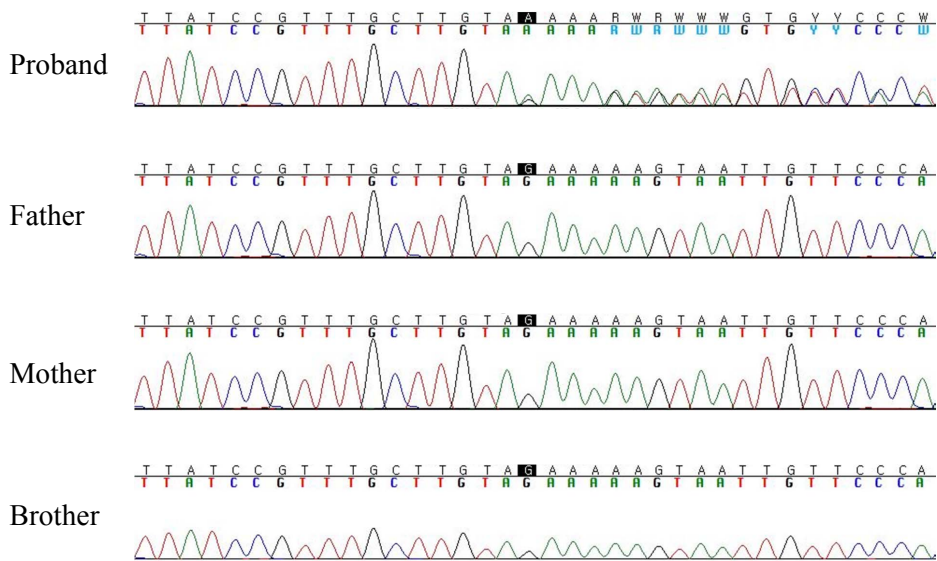 T T A T C C G T T T G C T T G T A A A A A R W R W W W G T G Y Y C C C W
T T A T C C G T T T G C T T G T A A A A A R W R W W W G T G Y Y C C C W
Proband
T T A T C C G T T T G C T T G T A G A A A A A G T A A T T G T T C C C A
T T A T C C G T T T G C T T G T A G A A A A A G T A A T T G T T C C C A
Father
T T A T C C G T T T G C T T G T A G A A A A A G T A A T T G T T C C C A
T T A T C C G T T T G C T T G T A G A A A A A G T A A T T G T T C C C A
Mother
T T A T C C G T T T G C T T G T A G A A A A A G T A A T T G T T C C C A
T T A T C C G T T T G C T T G T A G A A A A A G T A A T T G T T C C C A
Brother